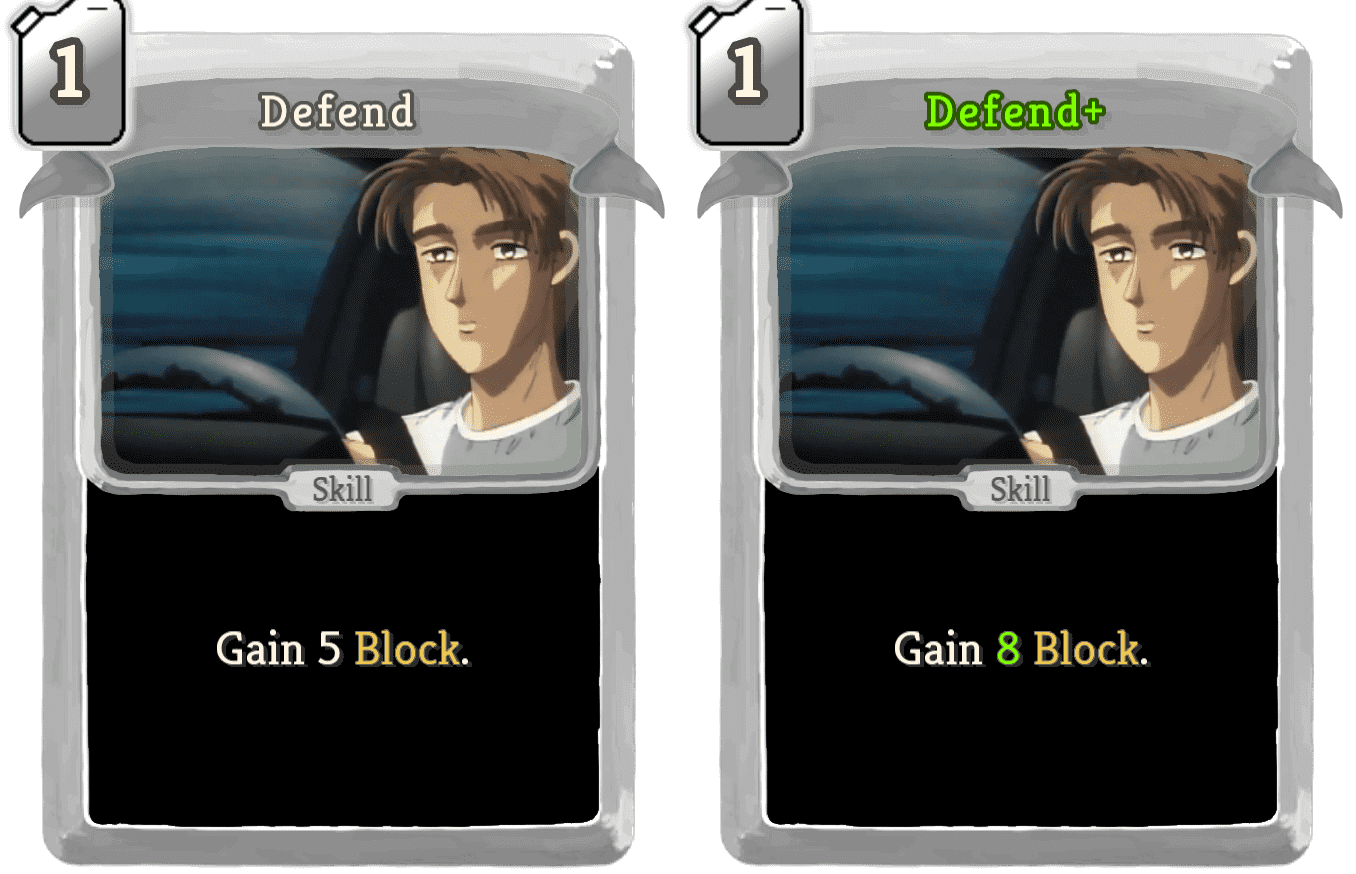 1
Defend
Skill
Gain 5 Block.
1
Defend+
Skill
Gain 8 Block.